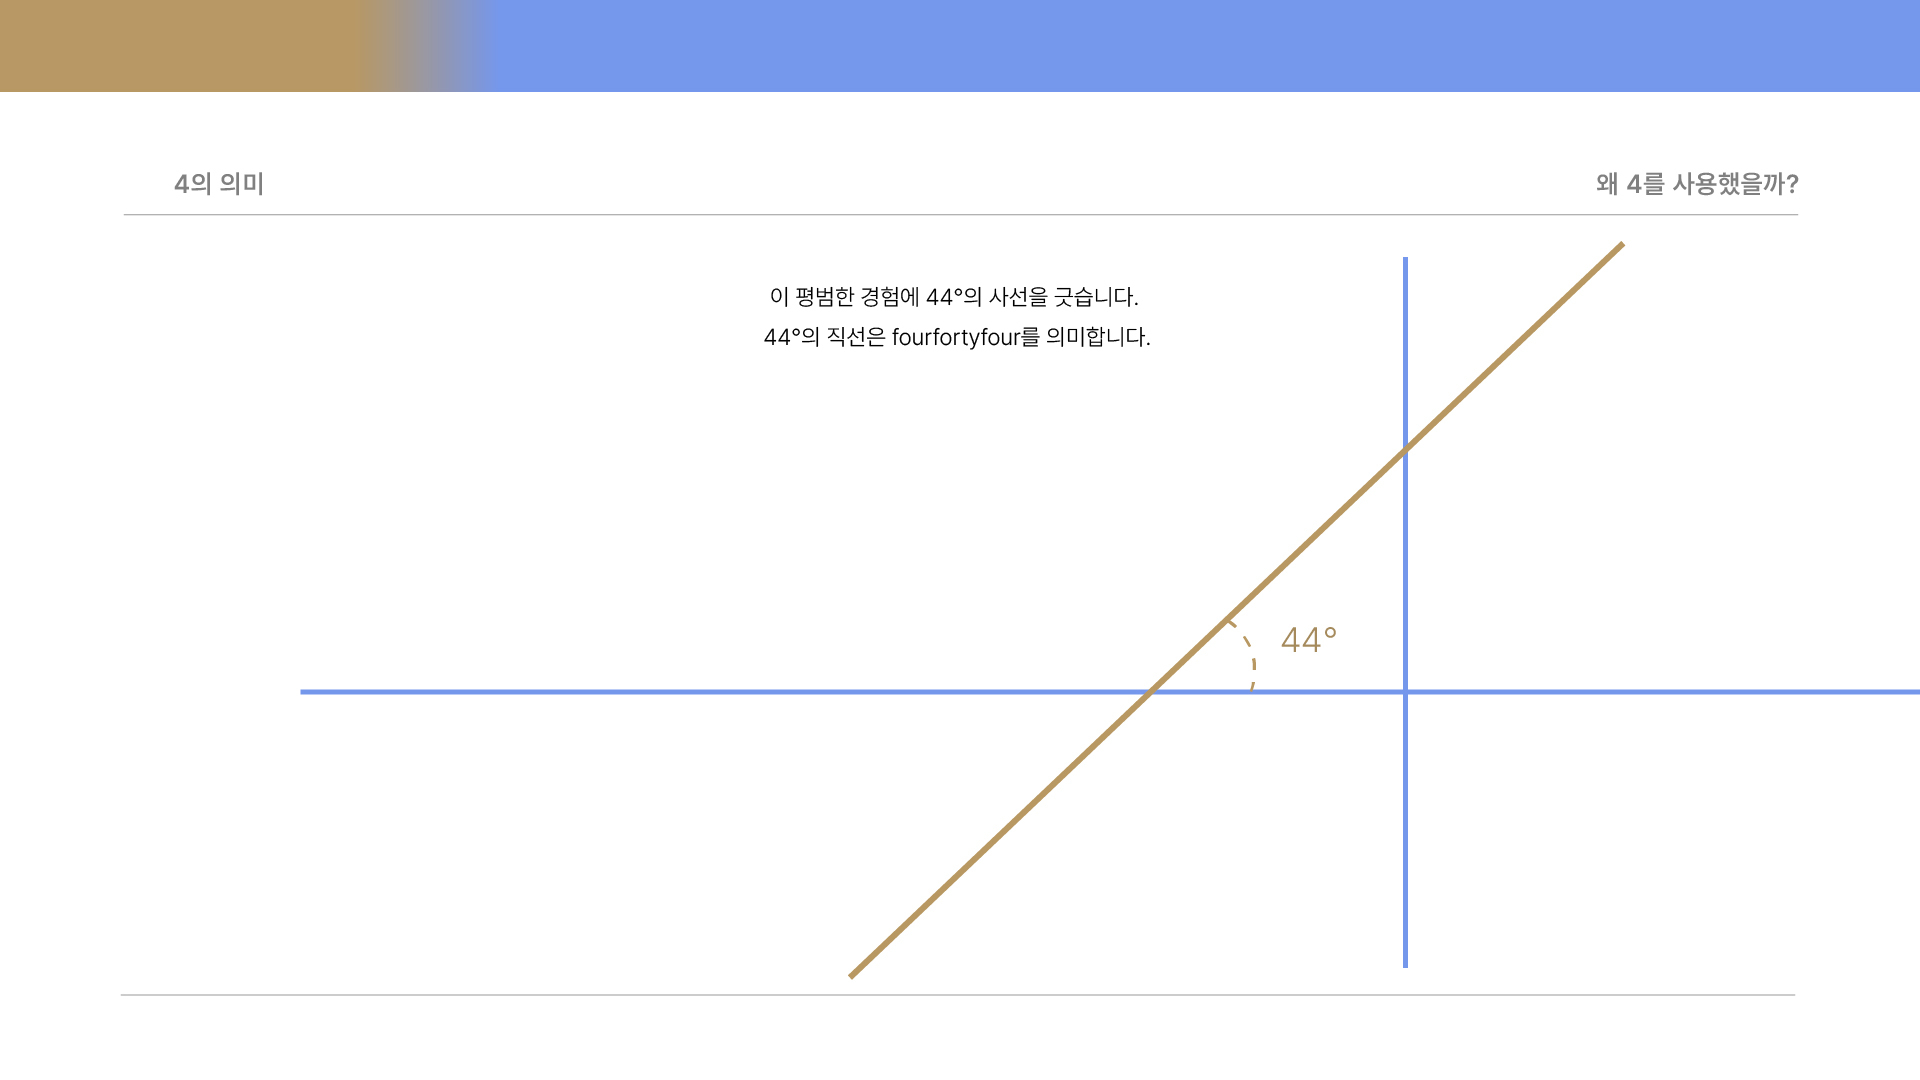 4의 의미
왜 4를 사용했을까?
이 평범한 경험에 44°의 사선을 긋습니다.
44°의 직선은 fourfortyfour를 의미합니다.
44°